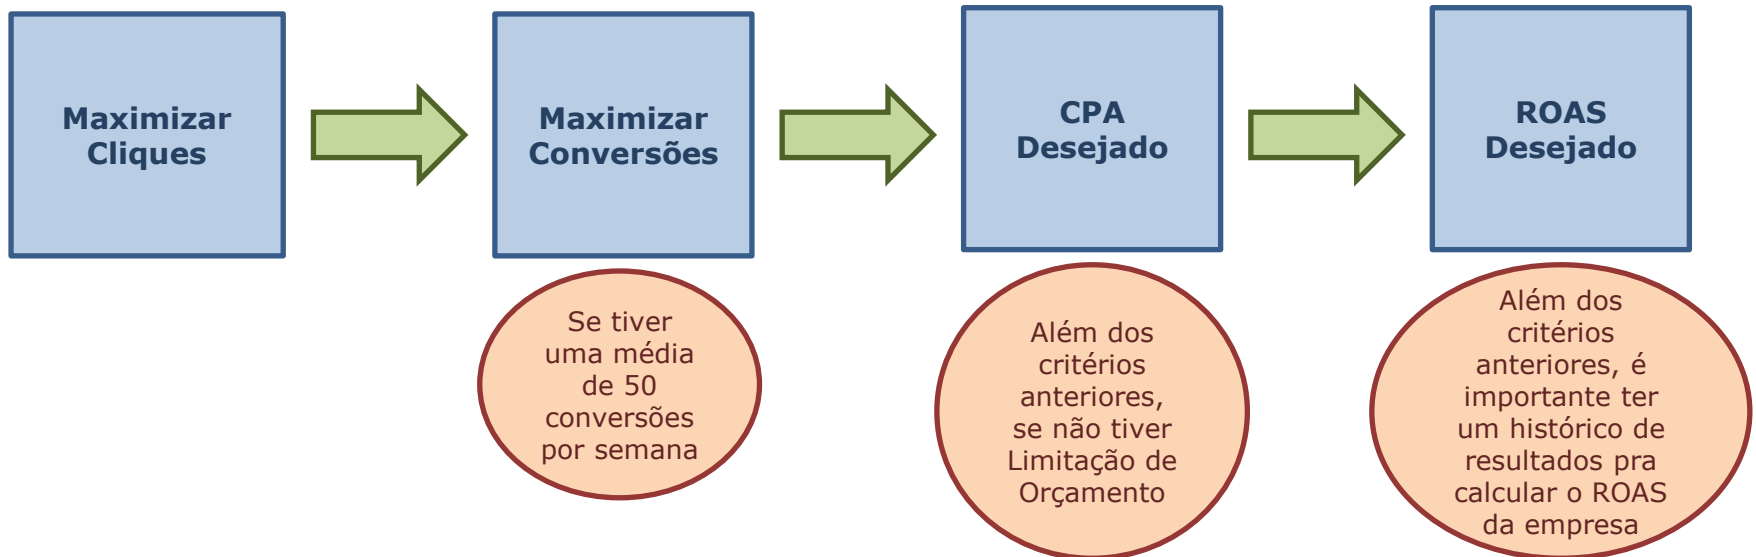 Maximizar
Cliques
Maximizar
Conversões
CPA
Desejado
ROAS
Desejado
Se tiver
uma média
de 50
conversões
por semana
Além dos
critérios
anteriores,
se não tiver
Limitação de
Orçamento
Além dos
critérios
anteriores, é
importante ter
um histórico de
resultados pra
calcular o ROAS
da empresa